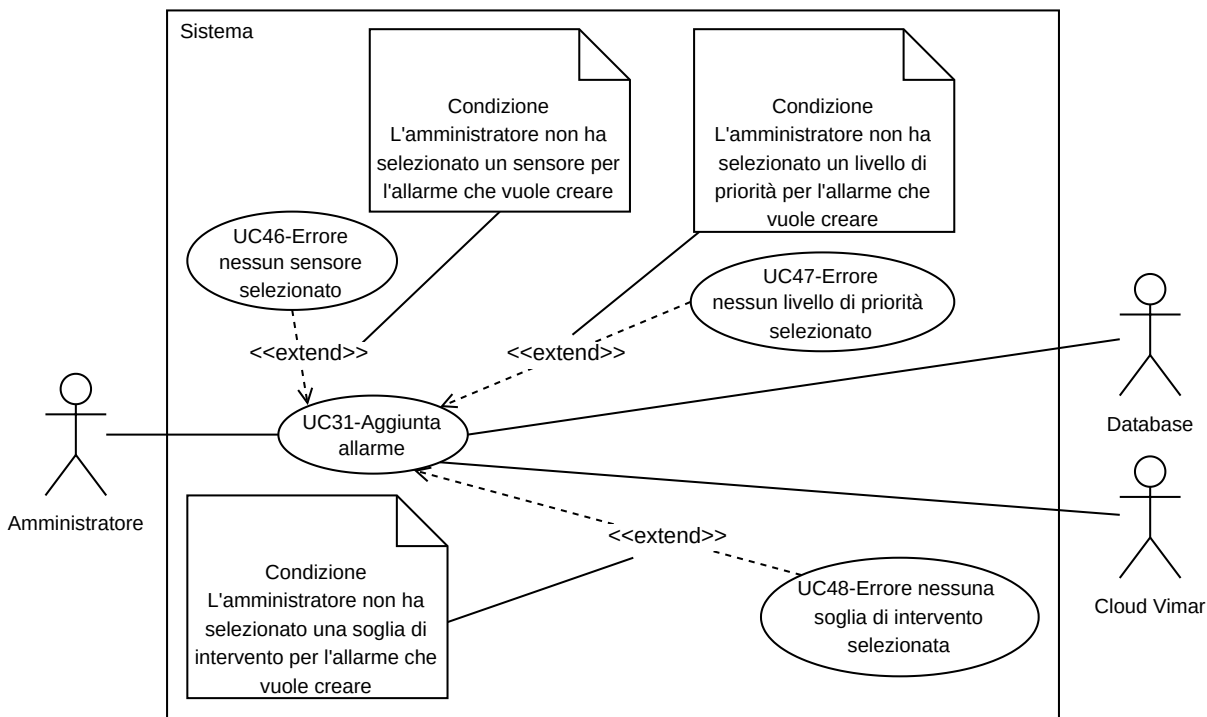 Sistema
Condizione
L'amministratore non ha
selezionato un sensore per
l'allarme che vuole creare
Condizione
L'amministratore non ha
selezionato un livello di
priorità per l'allarme che
vuole creare
UC46-Errore
nessun sensore
selezionato
UC47-Errore
nessun livello di priorità
selezionato
<<extend>>
<<extend>>
UC31-Aggiunta
allarme
Database
Amministratore
<<extend>>
Condizione
L'amministratore non ha
selezionato una soglia di
intervento per l'allarme che
vuole creare
UC48-Errore nessuna
soglia di intervento
selezionata
Cloud Vimar